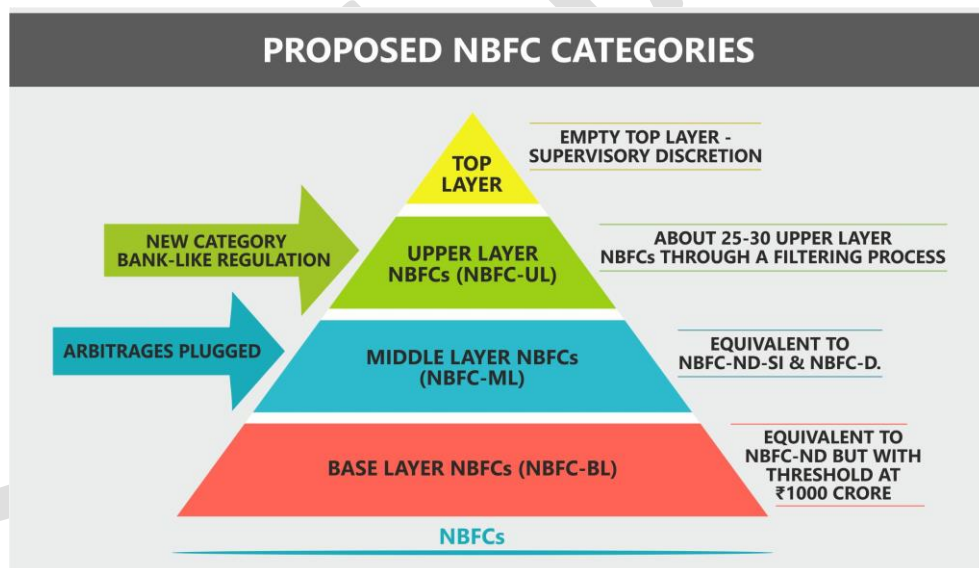 PROPOSED NBFC CATEGORIES
TOP
LAYER
EMPTY TOP LAYER -
SUPERVISORY DISCRETION
NEW CATEGORY
BANK-LIKE REGULATION
UPPER LAYER
NBFCs (NBFC-UL)
ABOUT 25-30 UPPER LAYER
NBFCs THROUGH A FILTERING PROCESS
ARBITRAGES PLUGGED
MIDDLE LAYER NBFCs
(NBFC-ML)
EQUIVALENT TO
NBFC-ND-SI & NBFC-D.
BASE LAYER NBFCs (NBFC-BL)
EQUIVALENT TO
NBFC-ND BUT WITH
THRESHOLD AT
₹1000 CRORE
NBFCs